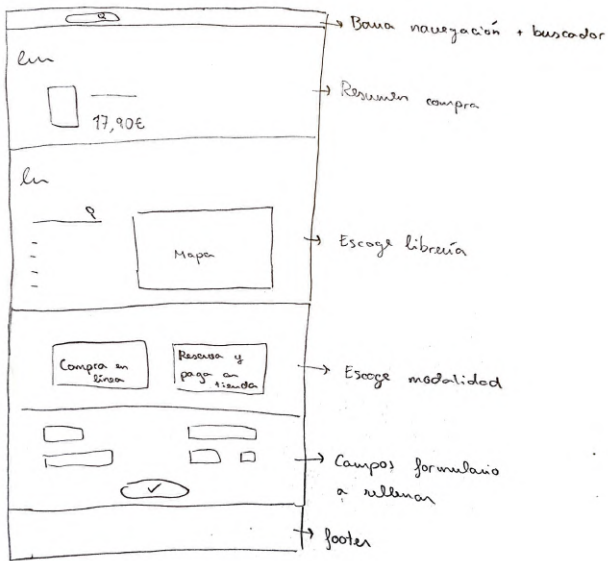 Barra navegación + buscador
Resumen compra
17,90€
Mapa
Escoge librería
Compra en
línea
Reserva y
paga en
tienda
Escoge modalidad
Campos formulario
a rellenar
footer